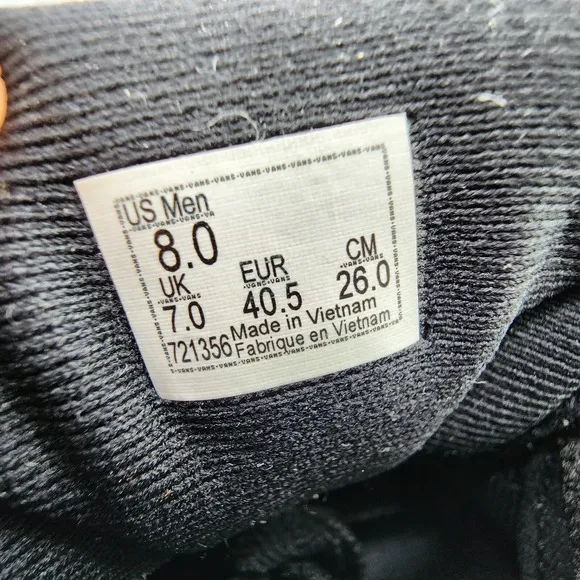 US Men
8.0
UK EUR CM
7.0 40.5 26.0
Made in Vietnam
721356 Fabrique en Vietnam